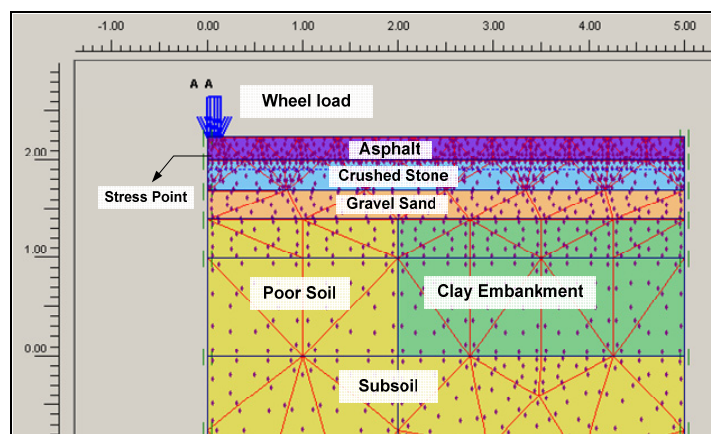 -1.00 0.00 1.00 2.00 3.00 4.00 5.00
A A
Wheel load
2.00
Asphalt
Crushed Stone
Stress Point
Gravel Sand
1.00
Poor Soil
Clay Embankment
0.00
Subsoil